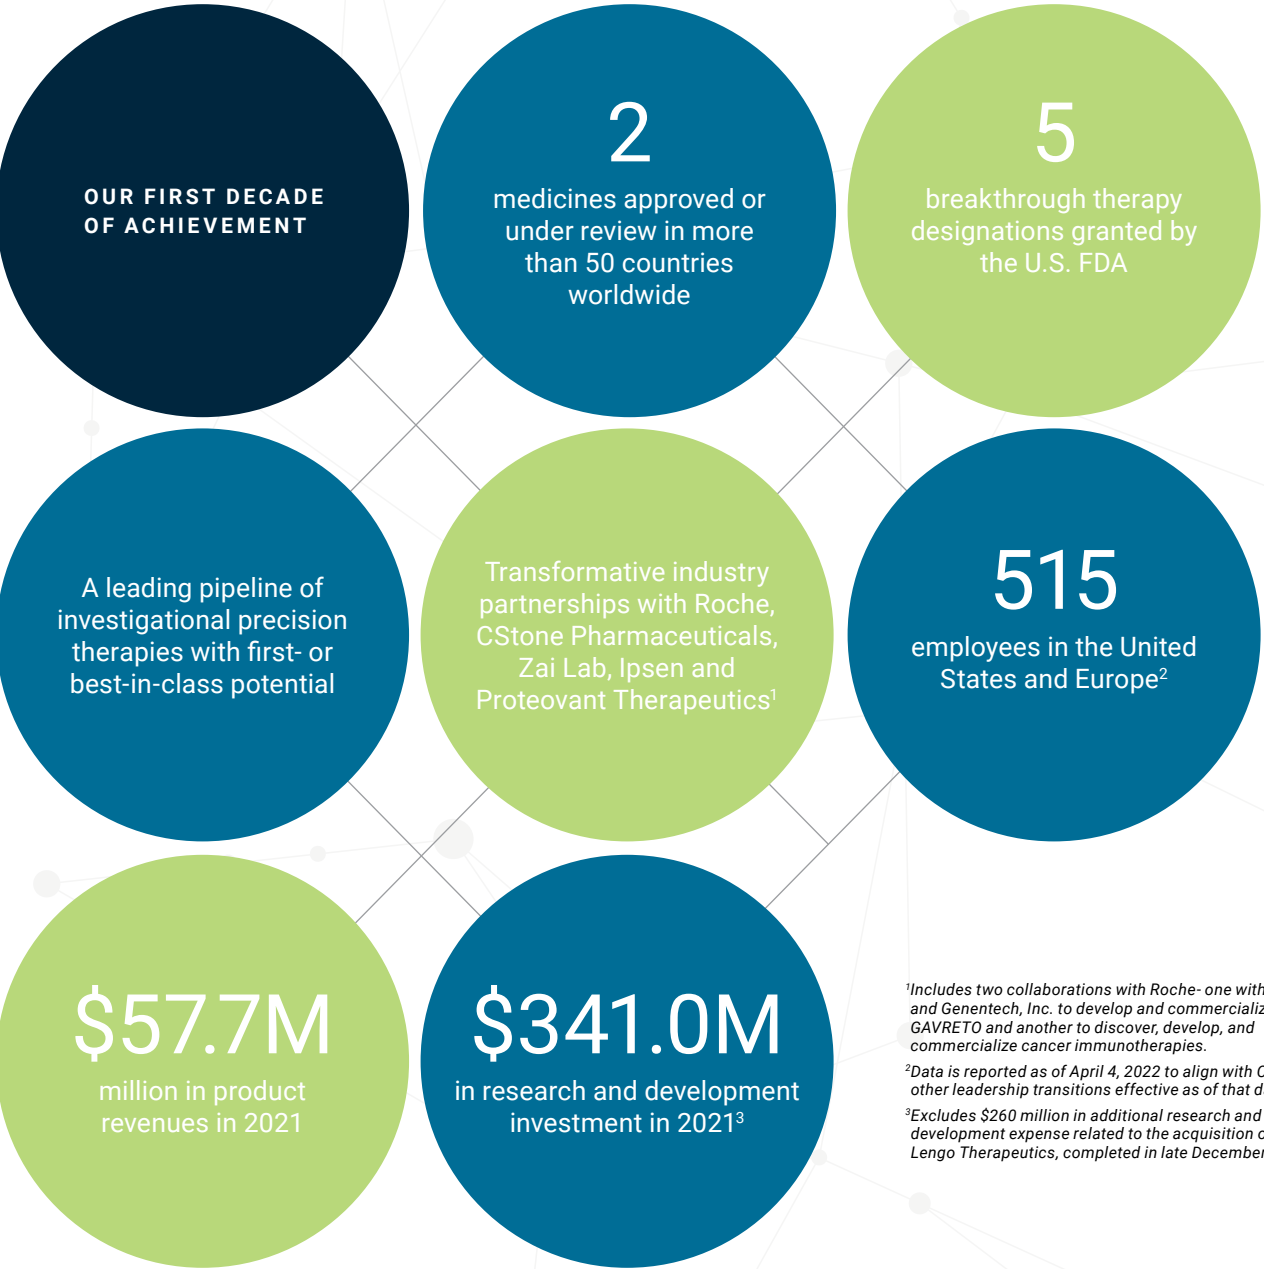 OUR FIRST DECADE
OF ACHIEVEMENT
2
medicines approved or
under review in more
than 50 countries
worldwide
5
breakthrough therapy
designations granted by
the U.S. FDA
A leading pipeline of
investigational precision
therapies with first- or
best-in-class potential
Transformative industry
partnerships with Roche,
CStone Pharmaceuticals,
Zai Lab, Ipsen and
Proteovant Therapeutics¹
515
employees in the United
States and Europe²
$57.7M
million in product
revenues in 2021
$341.0M
in research and development
investment in 2021³
¹Includes two collaborations with Roche- one with
and Genentech, Inc. to develop and commercializ
GAVRETO and another to discover, develop, and
commercialize cancer immunotherapies.
²Data is reported as of April 4, 2022 to align with
other leadership transitions effective as of that
³Excludes $260 million in additional research and
development expense related to the acquisition
Lengo Therapeutics, completed in late December